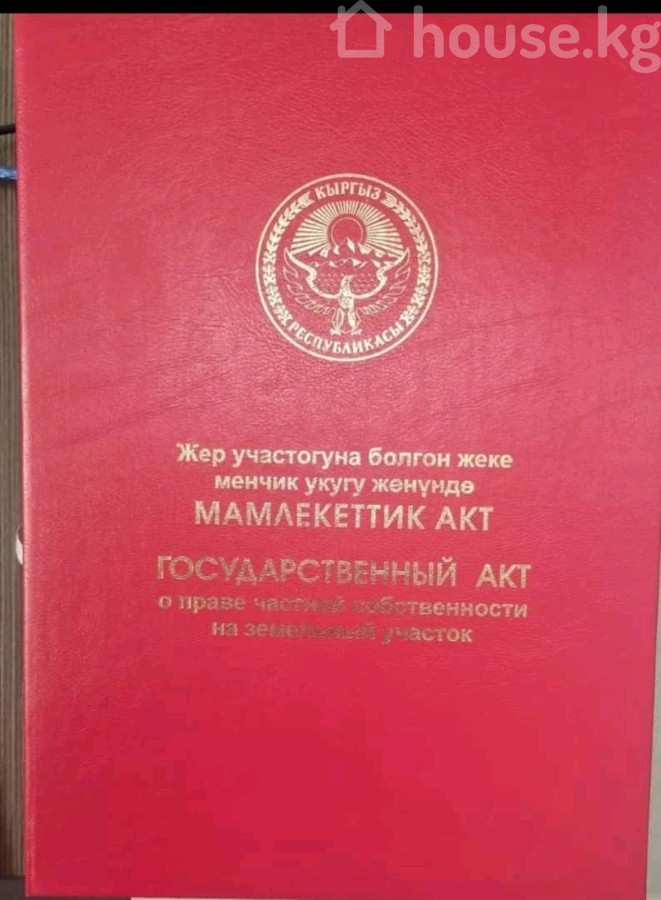 house.kg
КЫРГЫЗ
РЕСПУБЛИКАСЫ
Жер участогуна болгон жеке
менчик укугу жөнүндө
МАМЛЕКЕТТИК АКТ
ГОСУДАРСТВЕННЫЙ АКТ
о праве частной собственности
на земельный участок